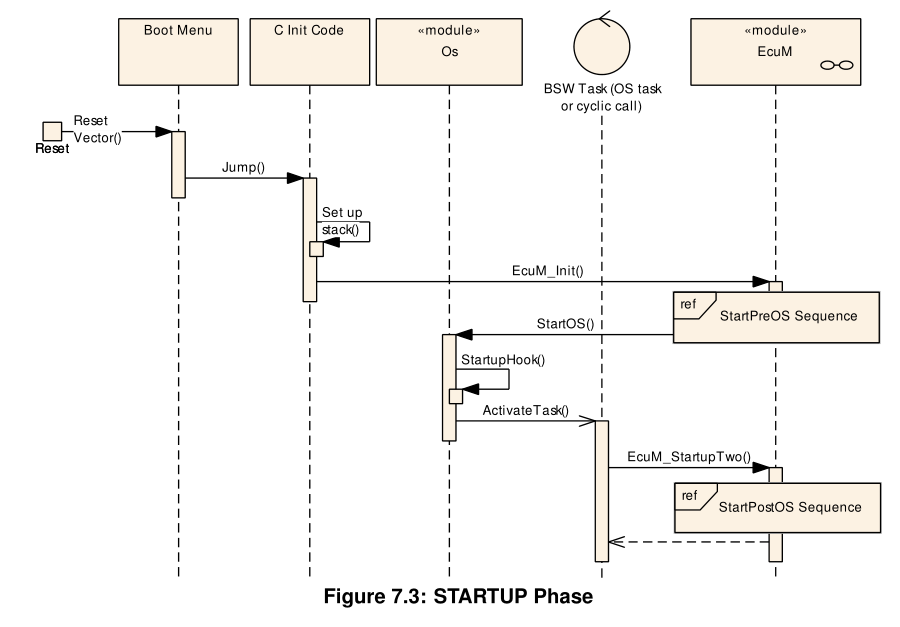 Boot Menu
C Init Code
«module»
Os
BSW Task (OS task
or cyclic call)
«module»
EcuM
Reset
Reset
Vector()
Jump()
Set up
stack()
EcuM_Init()
ref
StartPreOS Sequence
StartOS()
StartupHook()
ActivateTask()
EcuM_StartupTwo()
ref
StartPostOS Sequence
Figure 7.3: STARTUP Phase